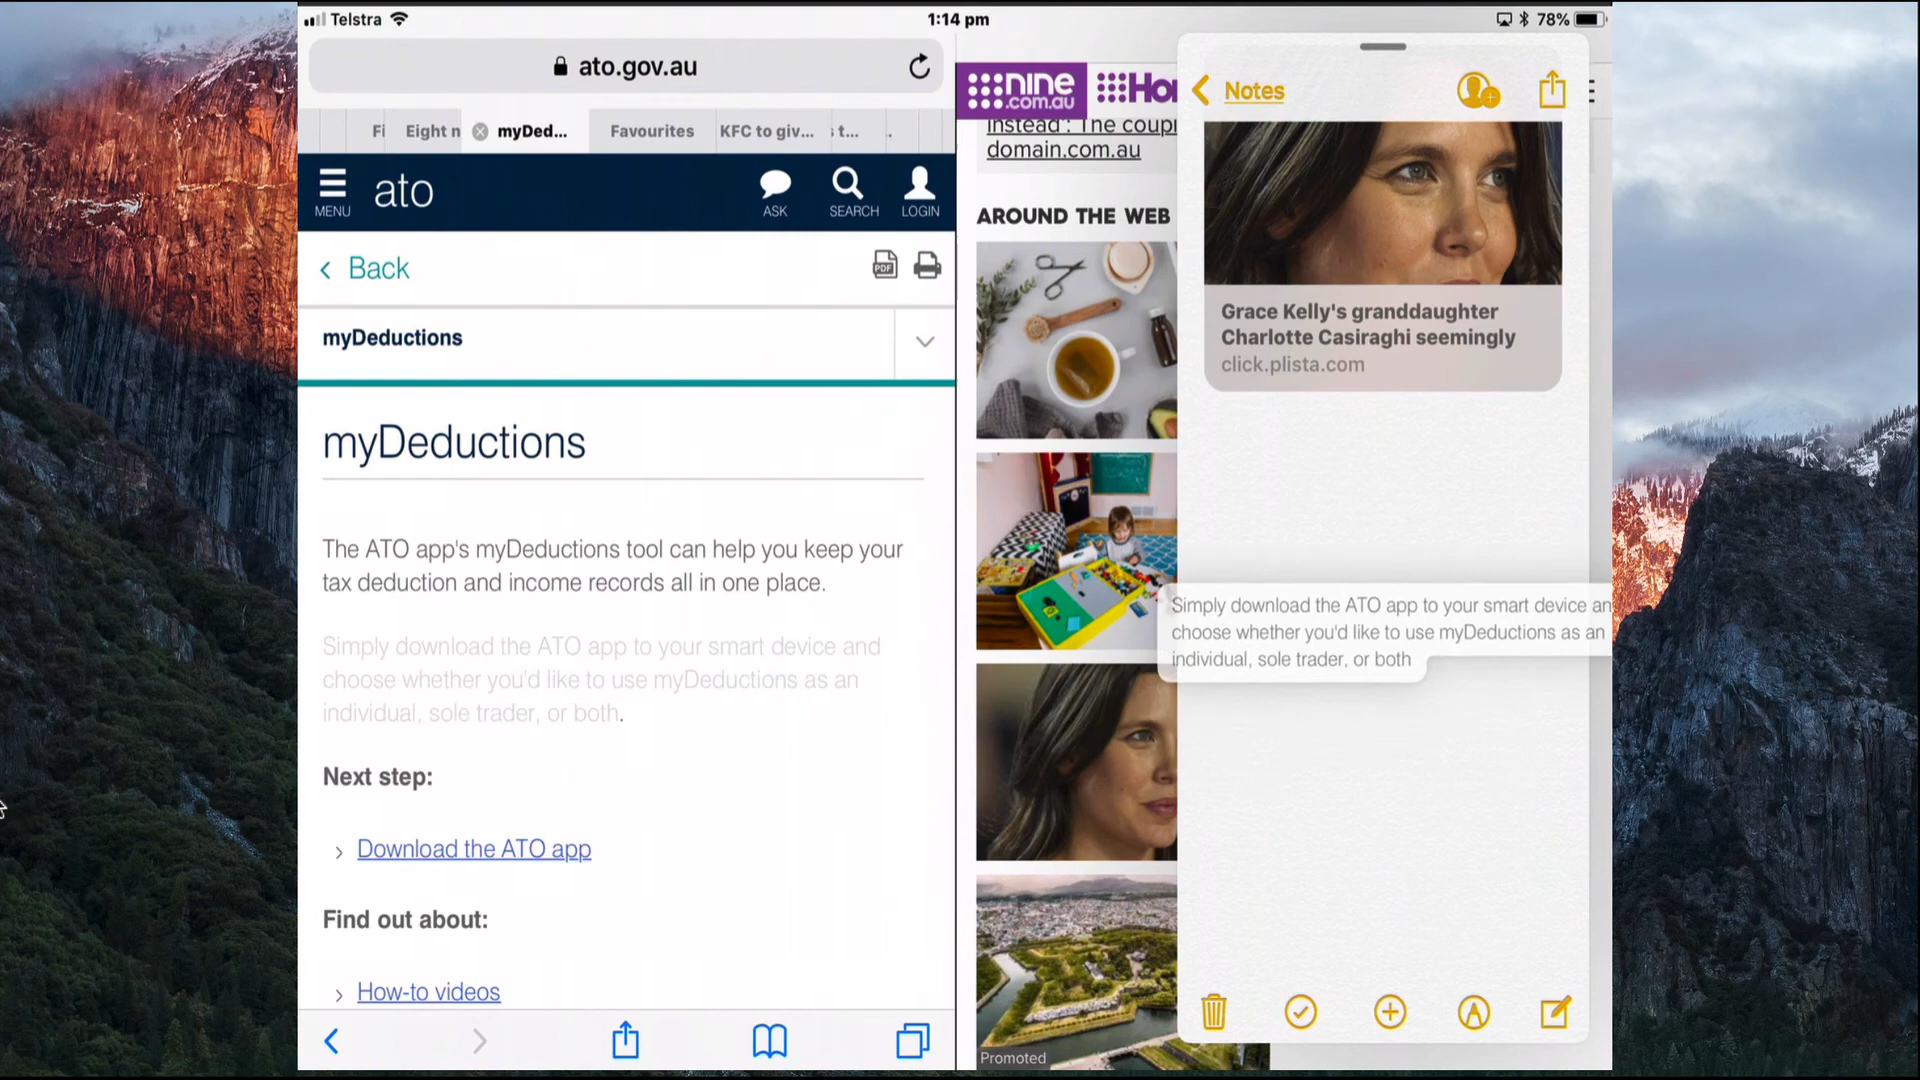 Telstra
1:14 pm
78%
ato.gov.au
Fi
Eight n
myDed...
Favourites
KFC to giv...
t...
MENU
ato
ASK
SEARCH
LOGIN
Back
PDF
myDeductions
myDeductions
The ATO app's myDeductions tool can help you keep your
tax deduction and income records all in one place.
Simply download the ATO app to your smart device and
choose whether you'd like to use myDeductions as an
individual, sole trader, or both.
Next step:
Download the ATO app
Find out about:
How-to videos
nine
.com.au
Ho
instead': The coupl
domain.com.au
AROUND THE WEB
Promoted
Notes
Grace Kelly's granddaughter
Charlotte Casiraghi seemingly
click.plista.com
Simply download the ATO app to your smart device an
choose whether you'd like to use myDeductions as an
individual, sole trader, or both